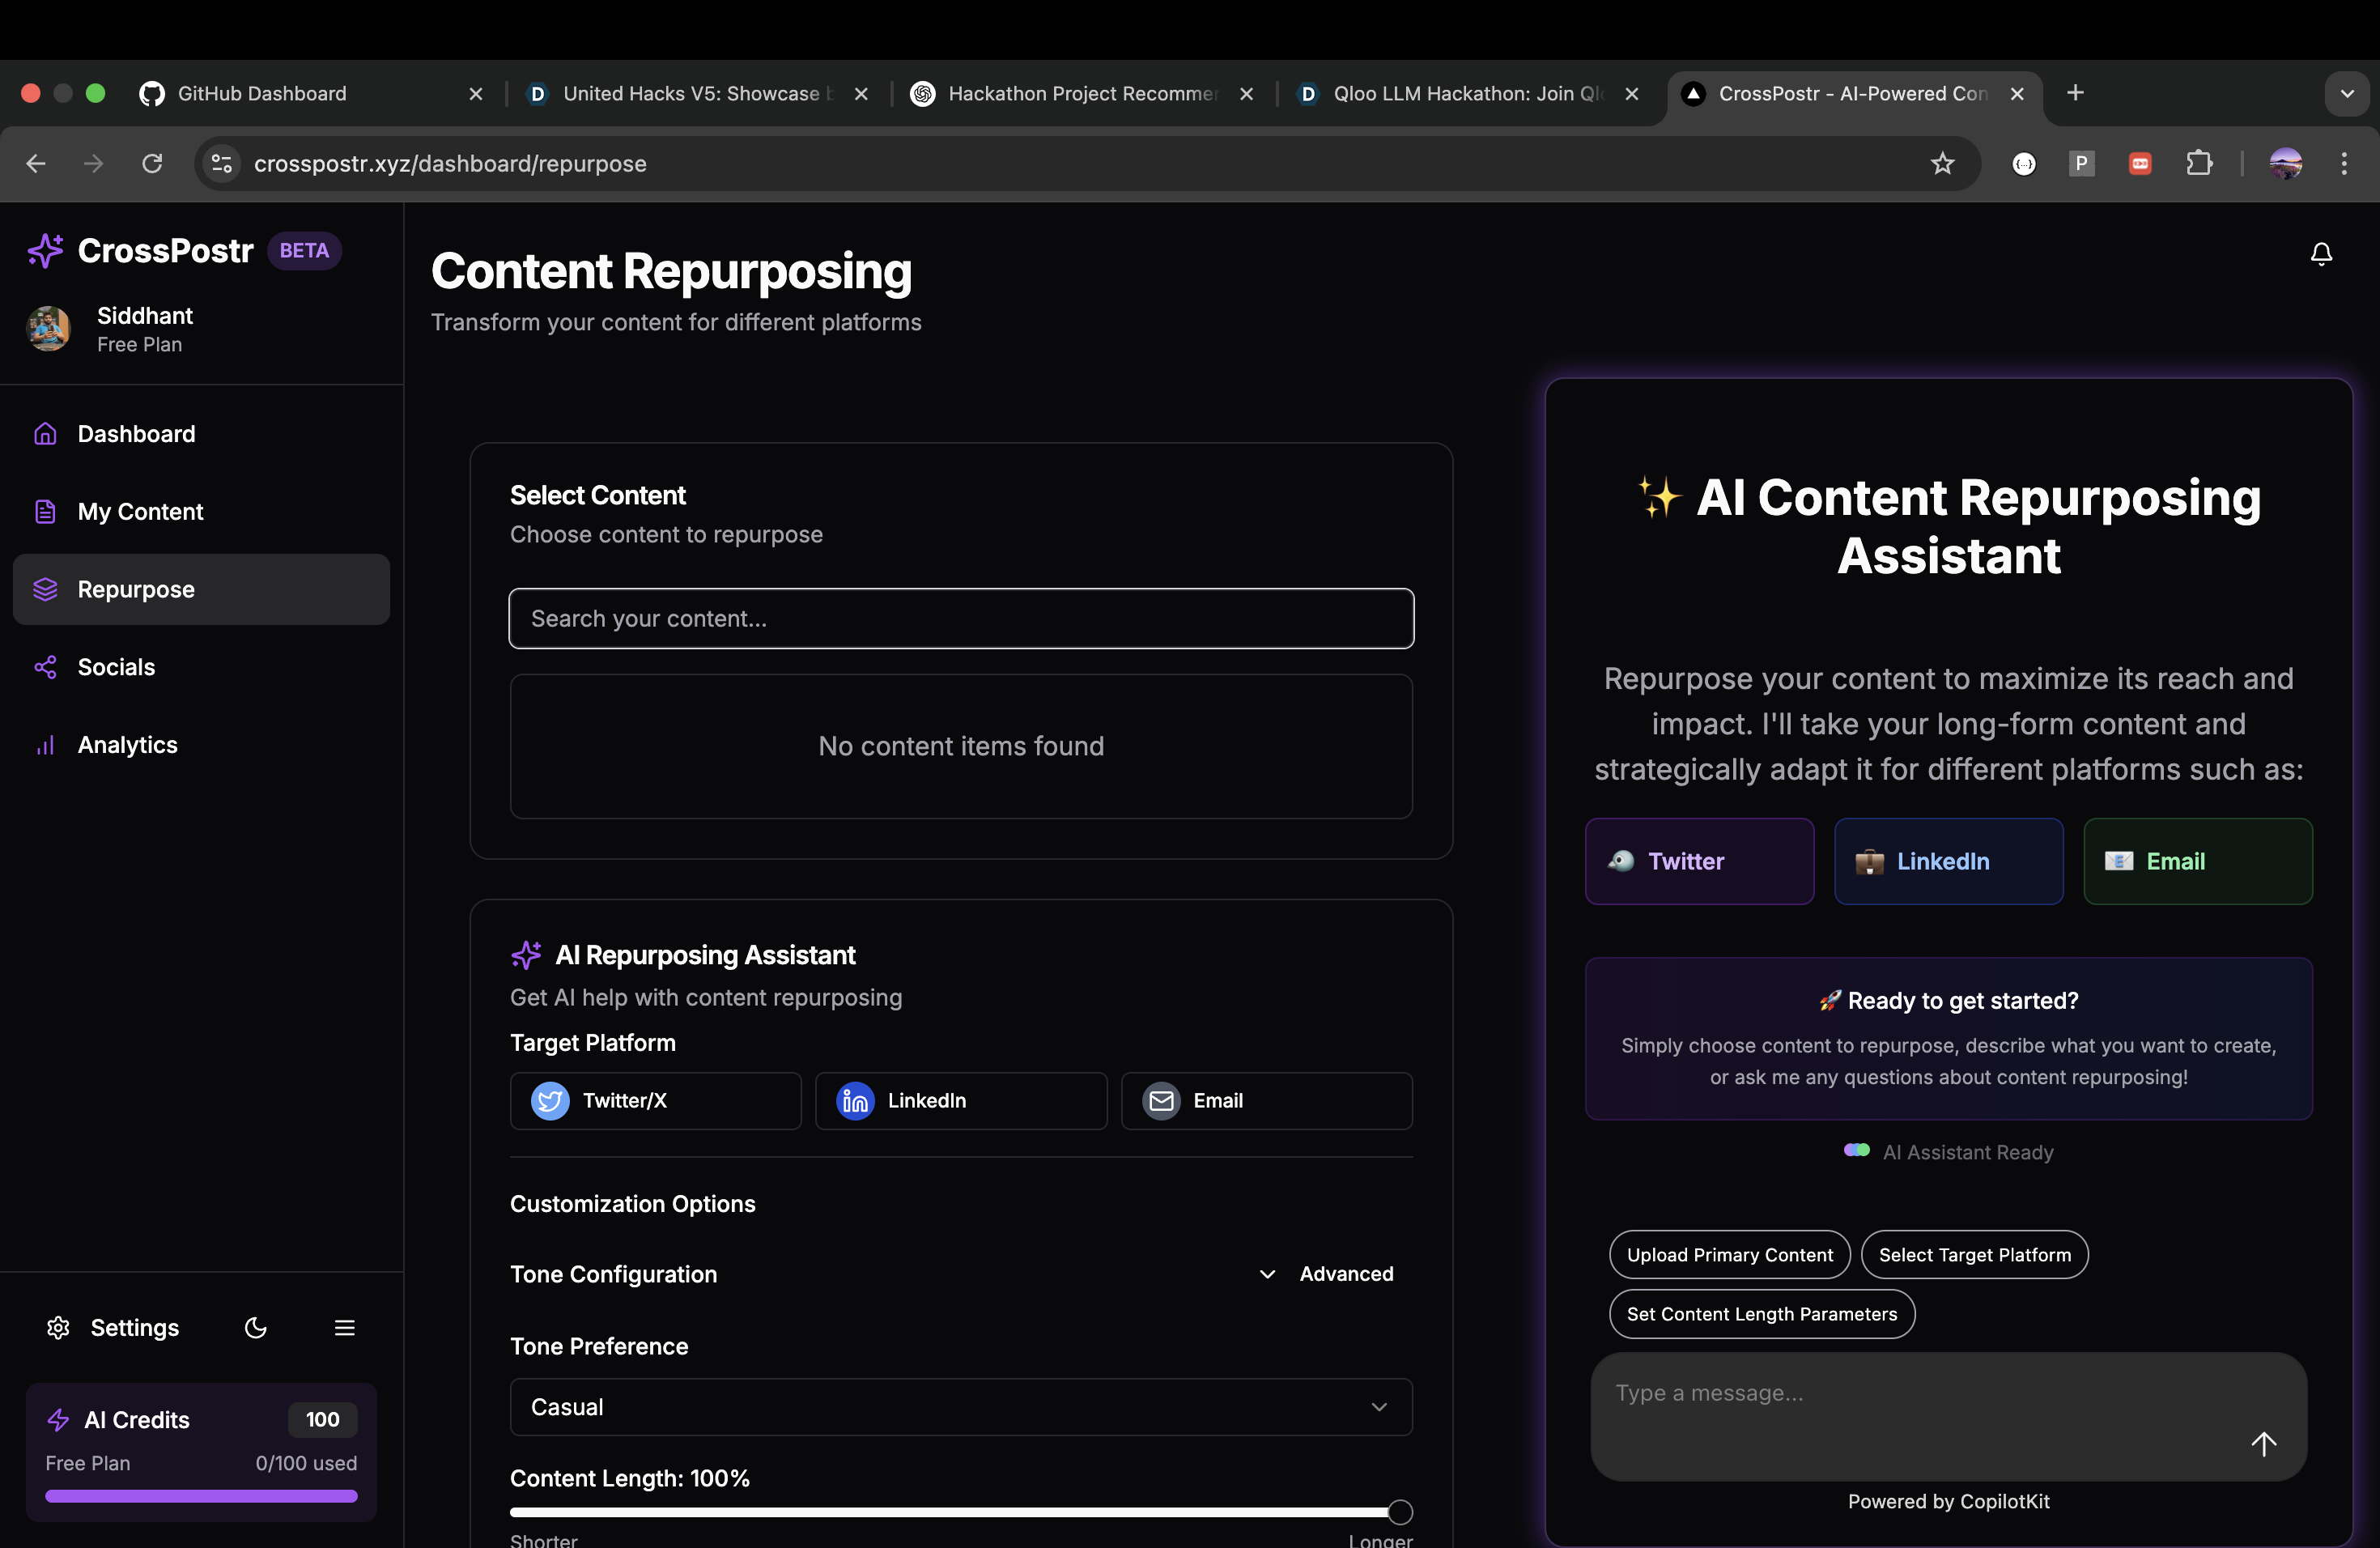 GitHub Dashboard
United Hacks V5: Showcase
Hackathon Project Recommer
Qloo LLM Hackathon: Join Ql
CrossPostr - AI-Powered Con
crosspostr.xyz/dashboard/repurpose
P
CrossPostr BETA
Siddhant
Free Plan
Dashboard
My Content
Repurpose
Socials
Analytics
Settings
AI Credits 100
Free Plan 0/100 used
Content Repurposing
Transform your content for different platforms
Select Content
Choose content to repurpose
Search your content...
No content items found
AI Repurposing Assistant
Get AI help with content repurposing
Target Platform
Twitter/X LinkedIn Email
Customization Options
Tone Configuration Advanced
Tone Preference
Casual
Content Length: 100%
Shorter Longer
✨ AI Content Repurposing
Assistant
Repurpose your content to maximize its reach and
impact. I'll take your long-form content and
strategically adapt it for different platforms such as:
Twitter LinkedIn Email
🚀 Ready to get started?
Simply choose content to repurpose, describe what you want to create,
or ask me any questions about content repurposing!
AI Assistant Ready
Upload Primary Content Select Target Platform
Set Content Length Parameters
Type a message...
Powered by CopilotKit